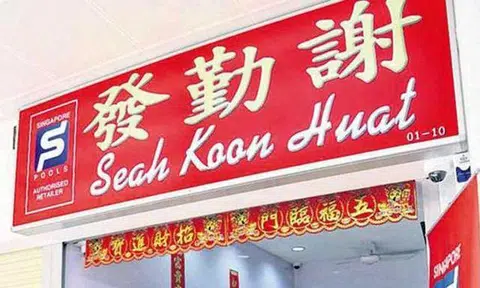 謝勤發
Seah Koon Huat
01-10
SINGAPORE
POOLS
AUTHORISED
RETAILER
五福臨門 招財進寶
SINGAPORE